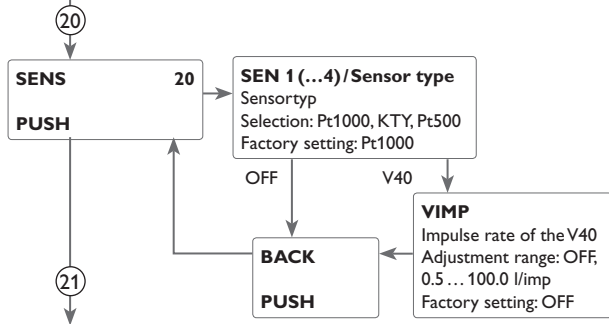 20
SENS 20
PUSH
SEN 1 (...4) / Sensor type
Sensortyp
Selection: Pt1000, KTY, Pt500
Factory setting: Pt1000
OFF
V40
VIMP
Impulse rate of the V40
Adjustment range: OFF,
0.5 ... 100.0 l/imp
Factory setting: OFF
BACK
PUSH
21